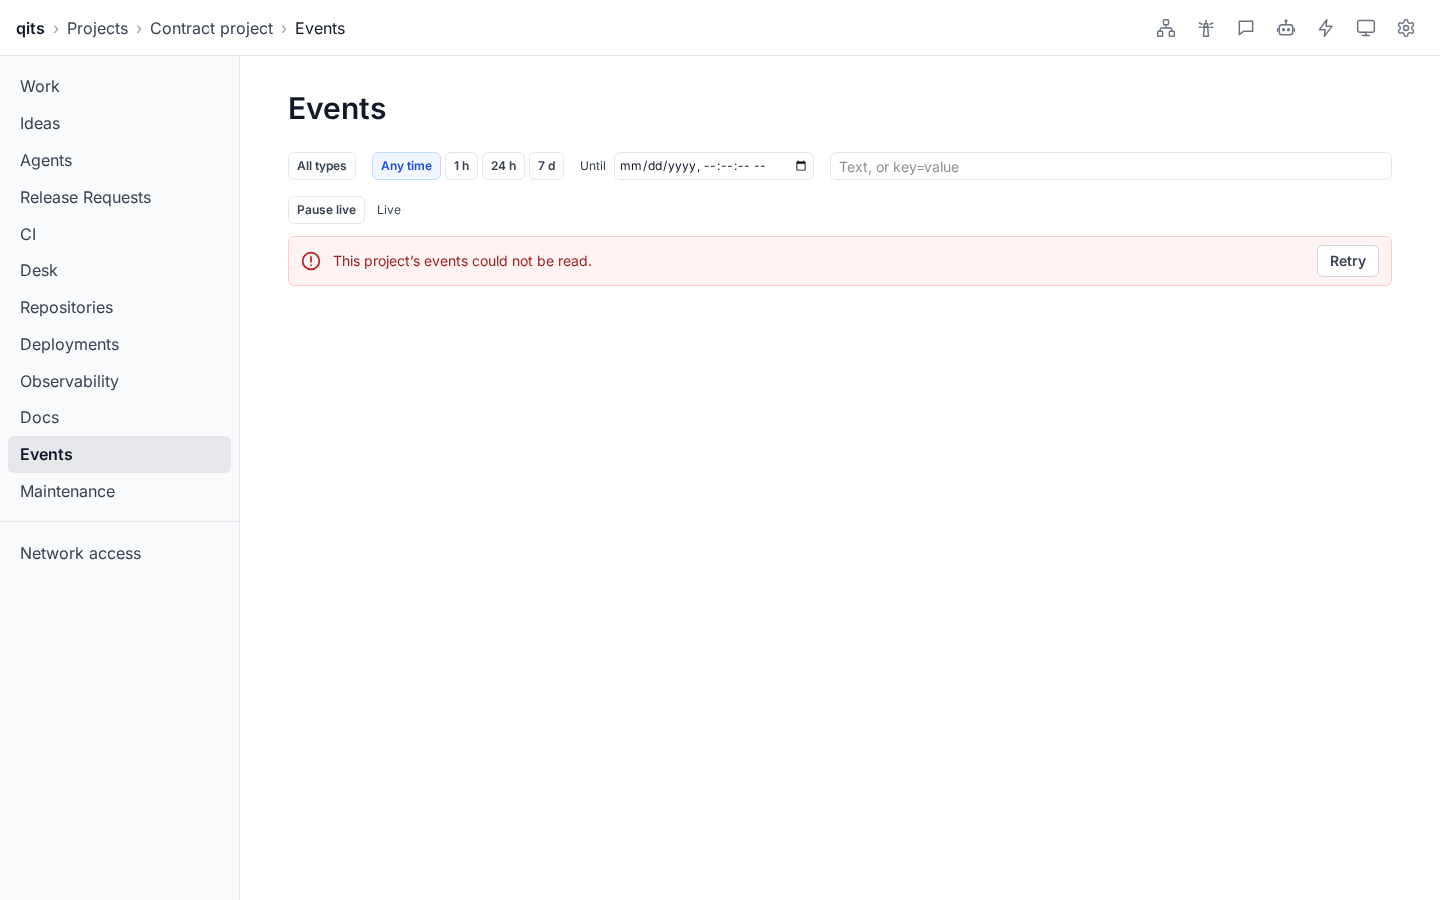 qits › Projects › Contract project › Events
Work
Ideas
Agents
Release Requests
CI
Desk
Repositories
Deployments
Observability
Docs
Events
Maintenance
Network access
Events
All types Any time 1 h 24 h 7 d Until mm/dd/yyyy, --:--:-- -- Text, or key=value
Pause live Live
This project’s events could not be read. Retry